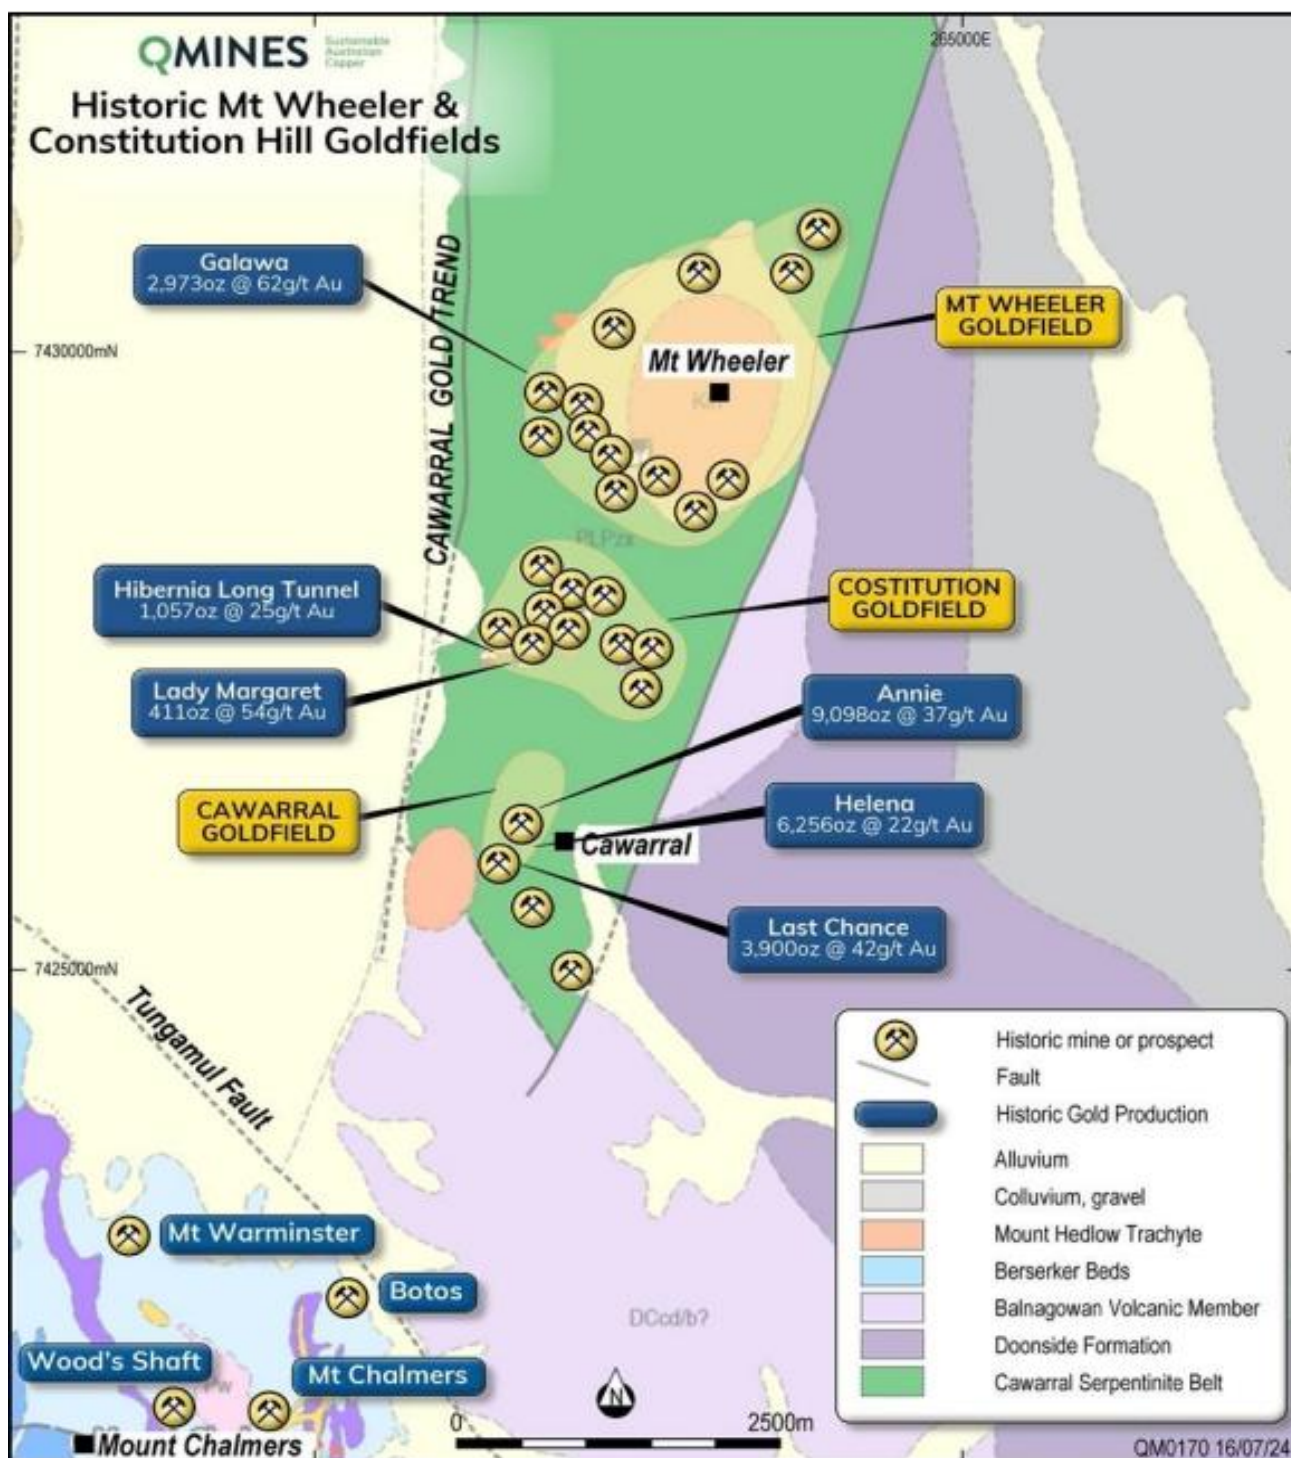 QMINES
Sustainable
Australian
Copper
Historic Mt Wheeler &
Constitution Hill Goldfields
265000E
CAWARRAL GOLD TREND
Galawa
2,973oz @ 62g/t Au
MT WHEELER
GOLDFIELD
7430000mN
Mt Wheeler
PLPzx
Hibernia Long Tunnel
1,057oz @ 25g/t Au
COSTITUTION
GOLDFIELD
Lady Margaret
411oz @ 54g/t Au
Annie
9,098oz @ 37g/t Au
CAWARRAL
GOLDFIELD
Helena
6,256oz @ 22g/t Au
Cawarral
Last Chance
3,900oz @ 42g/t Au
7425000mN
Tungamul Fault
Historic mine or prospect
Fault
Historic Gold Production
Alluvium
Colluvium, gravel
Mount Hedlow Trachyte
Berserker Beds
Balnagowan Volcanic Member
Doonside Formation
Cawarral Serpentinite Belt
Mt Warminster
Botos
DCcd/b?
Wood's Shaft
Mt Chalmers
Mount Chalmers
N
0
2500m
QM0170 16/07/24